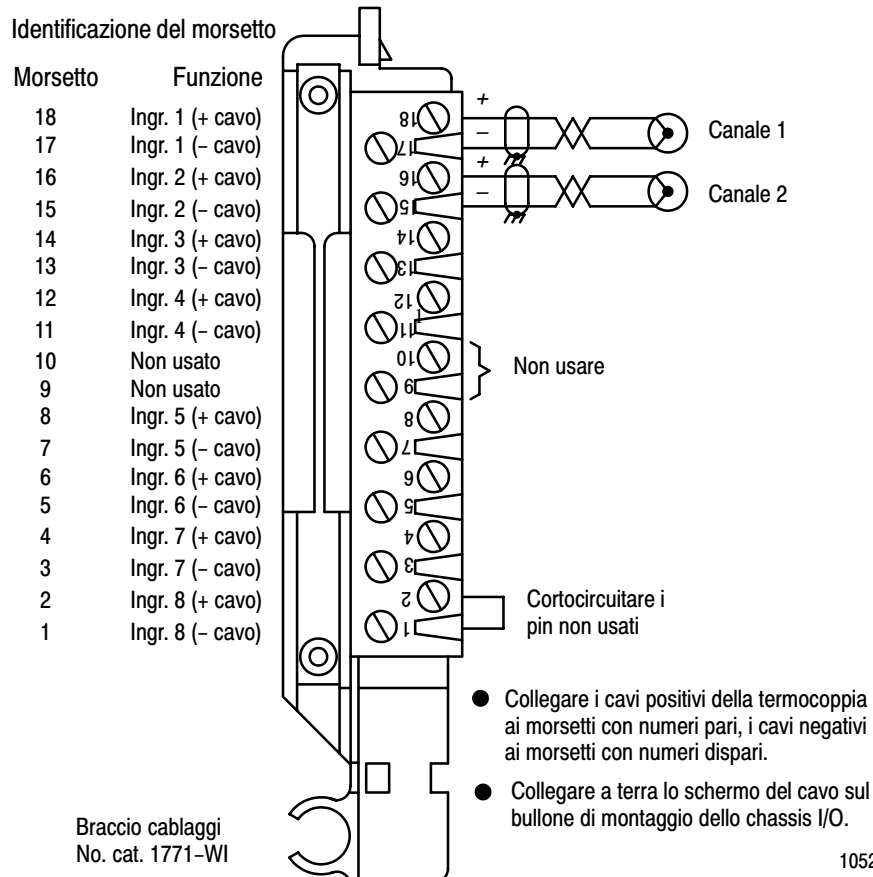 Identificazione del morsetto
Morsetto Funzione
18 Ingr. 1 (+ cavo)
17 Ingr. 1 (– cavo)
16 Ingr. 2 (+ cavo)
15 Ingr. 2 (– cavo)
14 Ingr. 3 (+ cavo)
13 Ingr. 3 (– cavo)
12 Ingr. 4 (+ cavo)
11 Ingr. 4 (– cavo)
10 Non usato
9 Non usato
8 Ingr. 5 (+ cavo)
7 Ingr. 5 (– cavo)
6 Ingr. 6 (+ cavo)
5 Ingr. 6 (– cavo)
4 Ingr. 7 (+ cavo)
3 Ingr. 7 (– cavo)
2 Ingr. 8 (+ cavo)
1 Ingr. 8 (– cavo)
18
17
16
15
14
13
12
11
10
9
8
7
6
5
4
3
2
1
+
–
Canale 1
+
–
Canale 2
Non usare
Cortocircuitare i
pin non usati
● Collegare i cavi positivi della termocoppia
ai morsetti con numeri pari, i cavi negativi
ai morsetti con numeri dispari.
● Collegare a terra lo schermo del cavo sul
bullone di montaggio dello chassis I/O.
Braccio cablaggi
No. cat. 1771–WI
1052